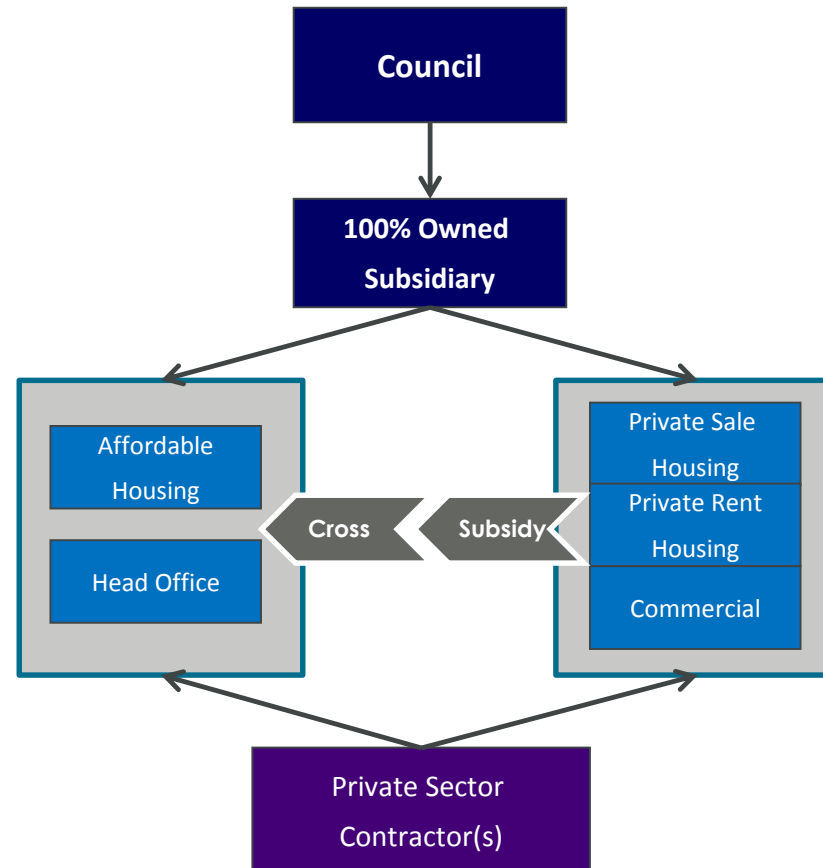 Council
100% Owned
Subsidiary
Affordable
Housing
Head Office
Cross
Subsidy
Private Sale
Housing
Private Rent
Housing
Commercial
Private Sector
Contractor(s)